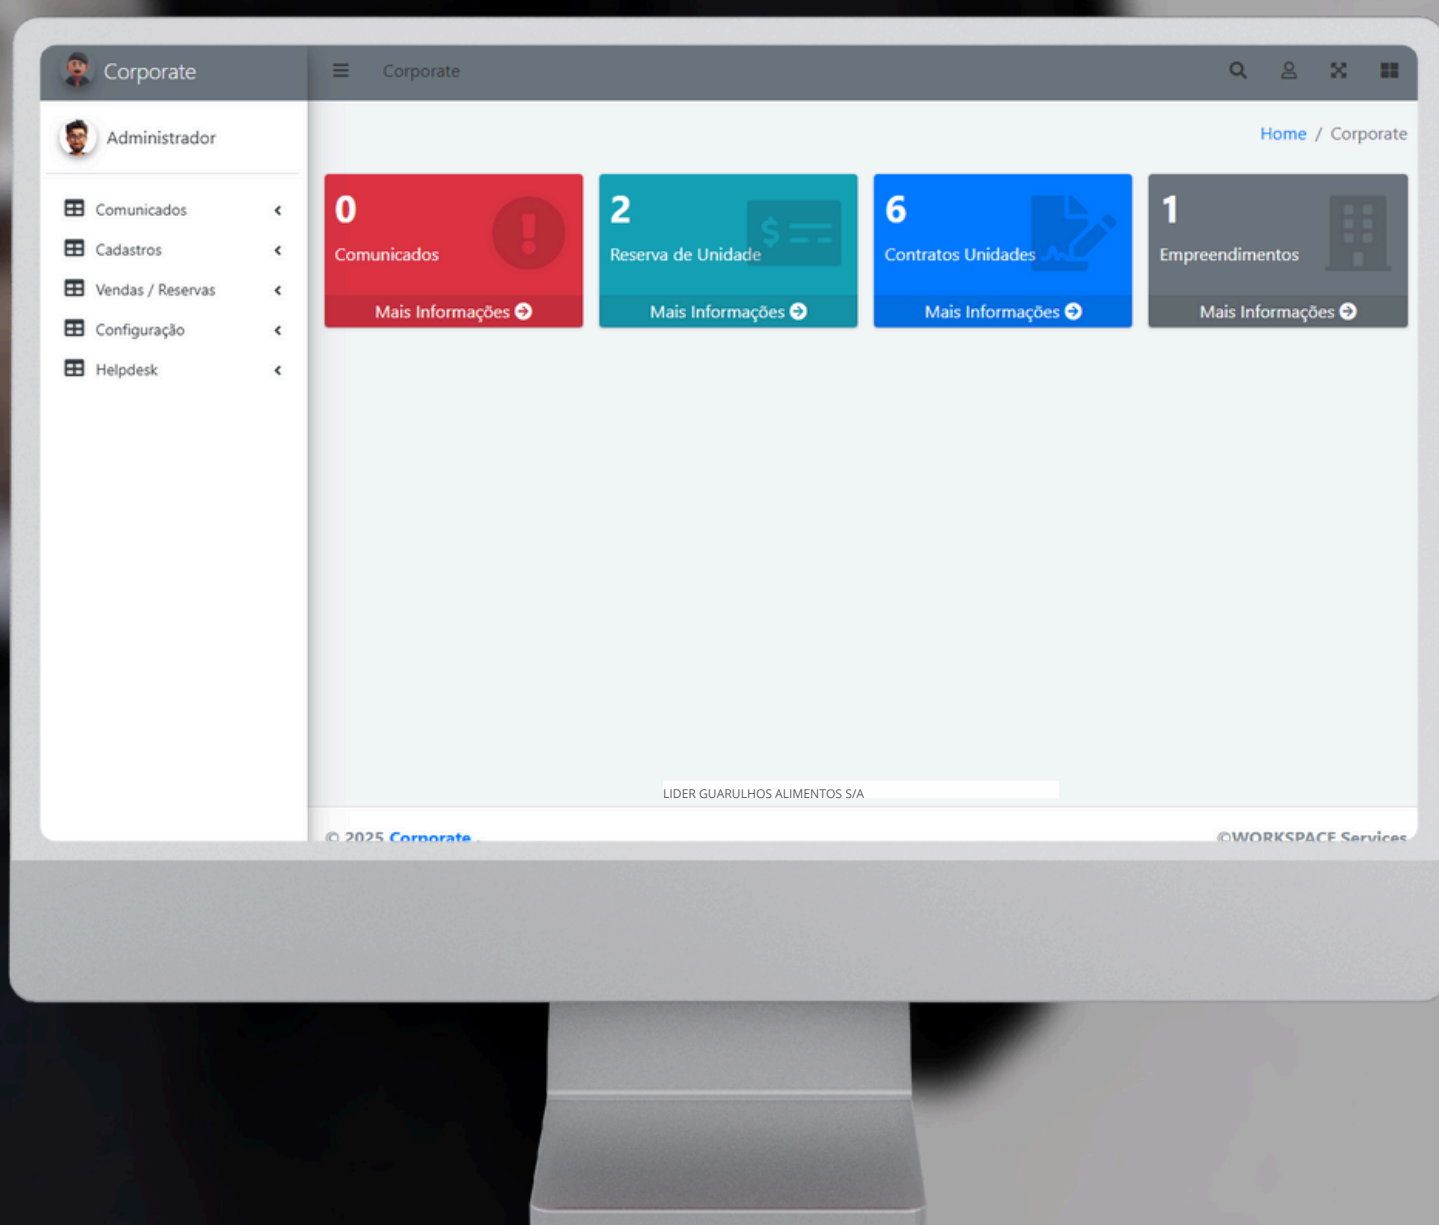 Corporate
Corporate
Administrador
Home / Corporate
Comunicados
Cadastros
Vendas / Reservas
Configuração
Helpdesk
0
Comunicados
Mais Informações
2
Reserva de Unidade
Mais Informações
6
Contratos Unidades
Mais Informações
1
Empreendimentos
Mais Informações
LIDER GUARULHOS ALIMENTOS S/A
© 2025 Corporate .
©WORKSPACE Services